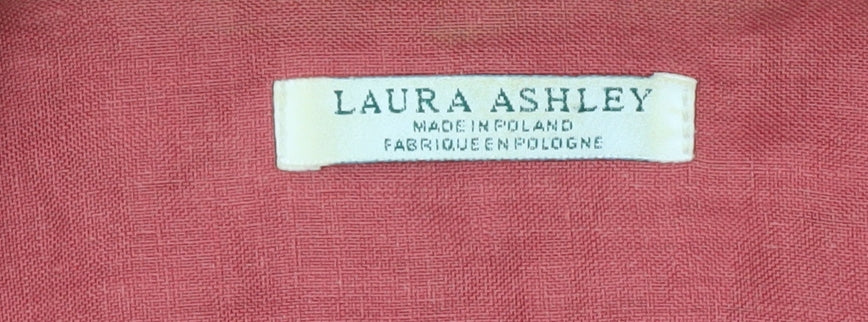 LAURA ASHLEY
MADE IN POLAND
FABRIQUE EN POLOGNE